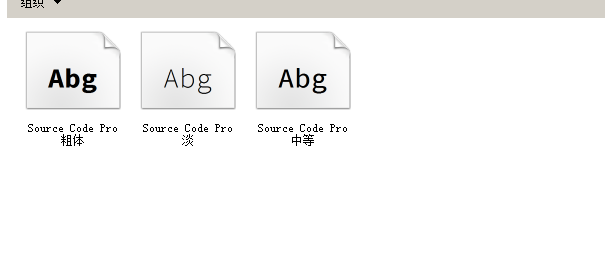 组织
Abg
Abg
Abg
Source Code Pro
粗体
Source Code Pro
淡
Source Code Pro
中等